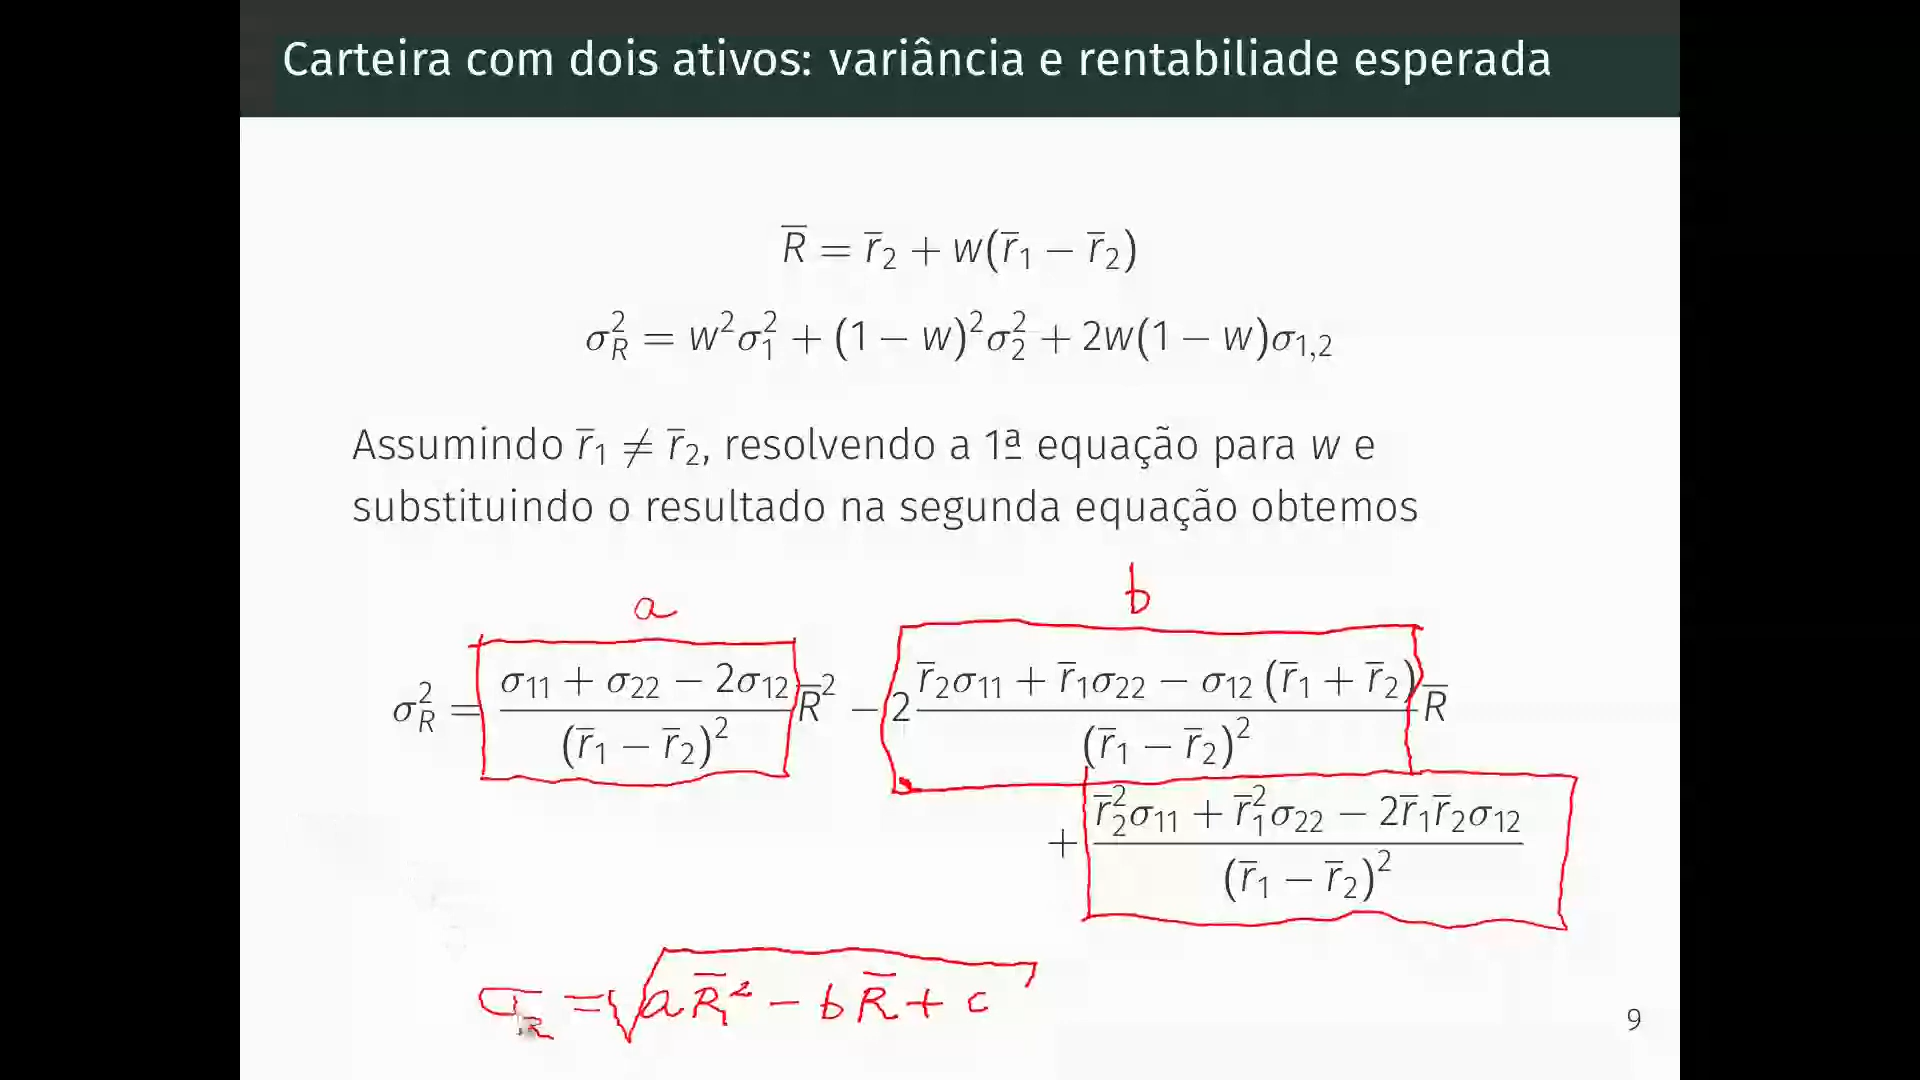 Carteira com dois ativos: variância e rentabiliade esperada
R̅ = r̅₂ + w(r̅₁ − r̅₂)
σ²_R = w²σ₁² + (1 − w)²σ₂² + 2w(1 − w)σ₁,₂
Assumindo r̅₁ ≠ r̅₂, resolvendo a 1ª equação para w e
substituindo o resultado na segunda equação obtemos
a b
σ²_R = (σ₁₁ + σ₂₂ − 2σ₁₂)/(r̅₁ − r̅₂)² R̅² − 2 (r̅₂σ₁₁ + r̅₁σ₂₂ − σ₁₂ (r̅₁ + r̅₂))/(r̅₁ − r̅₂)² R̅
+ (r̅₂²σ₁₁ + r̅₁²σ₂₂ − 2r̅₁r̅₂σ₁₂)/(r̅₁ − r̅₂)²
σ_R = √(aR̅² − bR̅ + c)
9